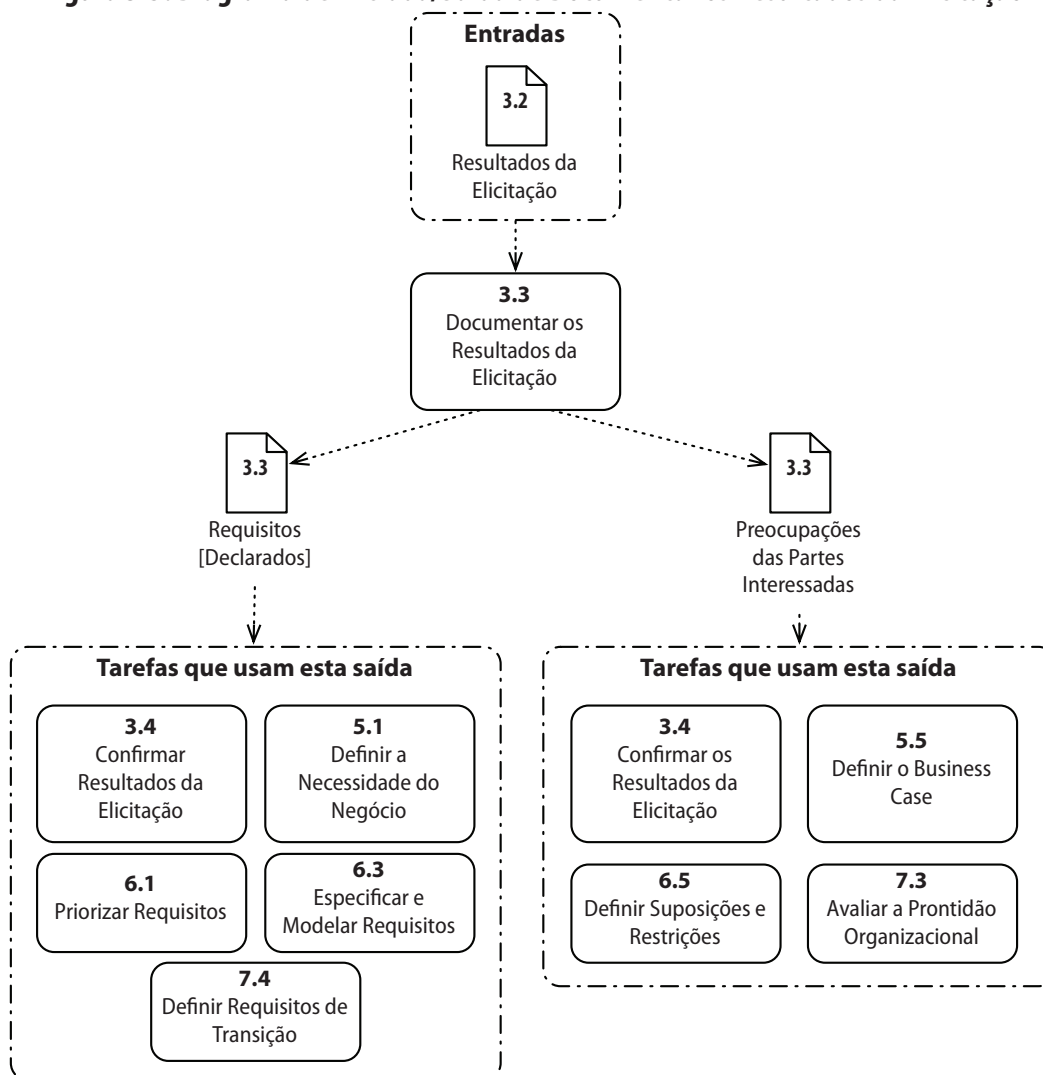 Entradas
3.2
Resultados da
Elicitação
3.3
Documentar os
Resultados da
Elicitação
3.3
Requisitos
[Declarados]
3.3
Preocupações
das Partes
Interessadas
Tarefas que usam esta saída
3.4
Confirmar
Resultados da
Elicitação
5.1
Definir a
Necessidade do
Negócio
6.1
Priorizar Requisitos
6.3
Especificar e
Modelar Requisitos
7.4
Definir Requisitos de
Transição
Tarefas que usam esta saída
3.4
Confirmar os
Resultados da
Elicitação
5.5
Definir o Business
Case
6.5
Definir Suposições e
Restrições
7.3
Avaliar a Prontidão
Organizacional